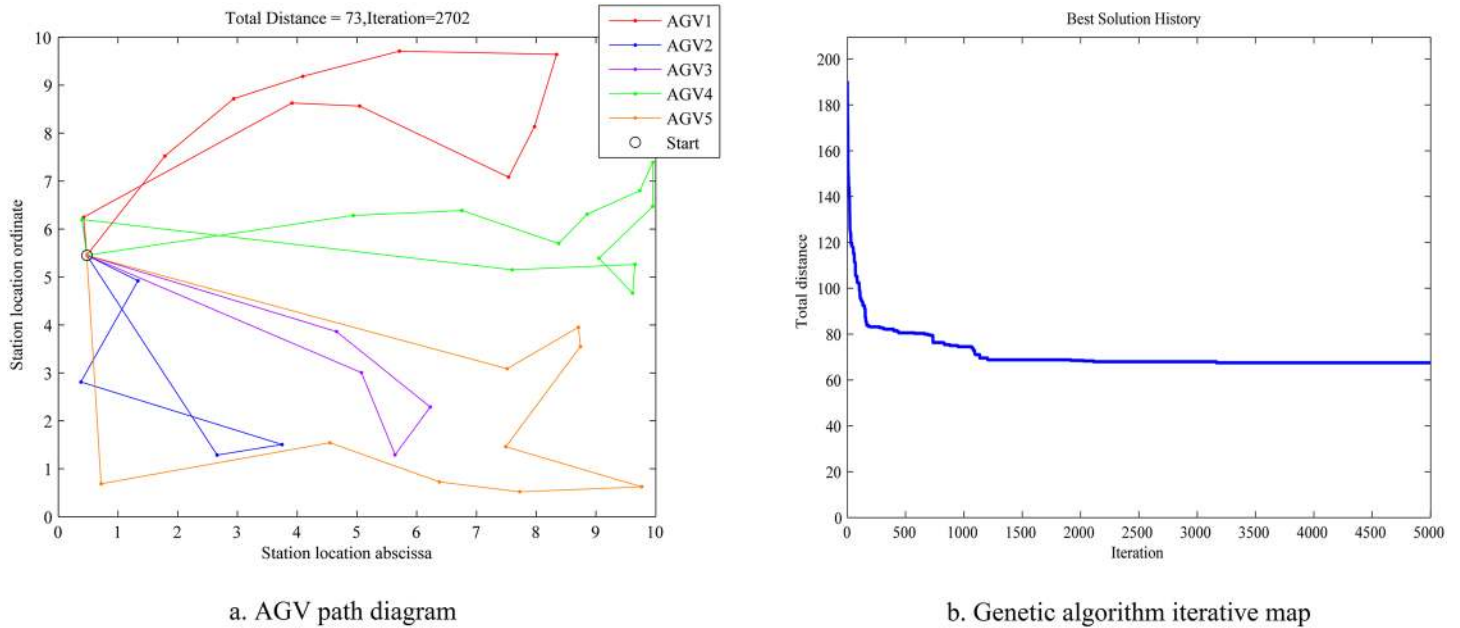 Total Distance = 73,Iteration=2702
AGV1
AGV2
AGV3
AGV4
AGV5
Start
10
9
8
7
6
5
4
3
2
1
0
Station location ordinate
0 1 2 3 4 5 6 7 8 9 10
Station location abscissa
a. AGV path diagram
Best Solution History
200
180
160
140
120
100
80
60
40
20
0
Total distance
0 500 1000 1500 2000 2500 3000 3500 4000 4500 5000
Iteration
b. Genetic algorithm iterative map